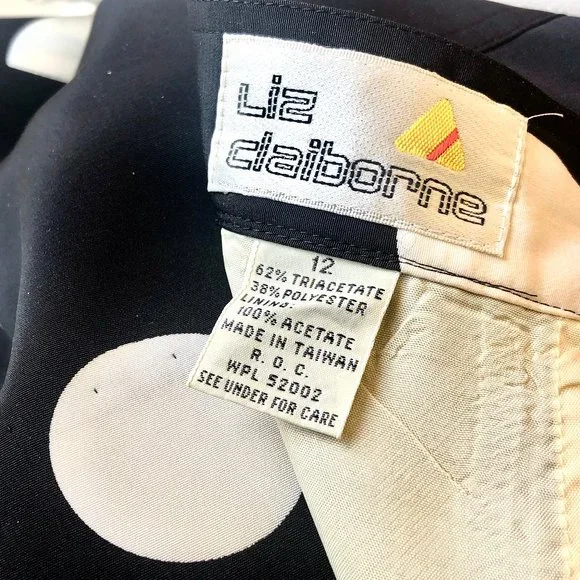 Liz
claiborne
12
62% TRIACETATE
38% POLYESTER
LINING:
100% ACETATE
MADE IN TAIWAN
R. O. C.
WPL 52002
SEE UNDER FOR CARE